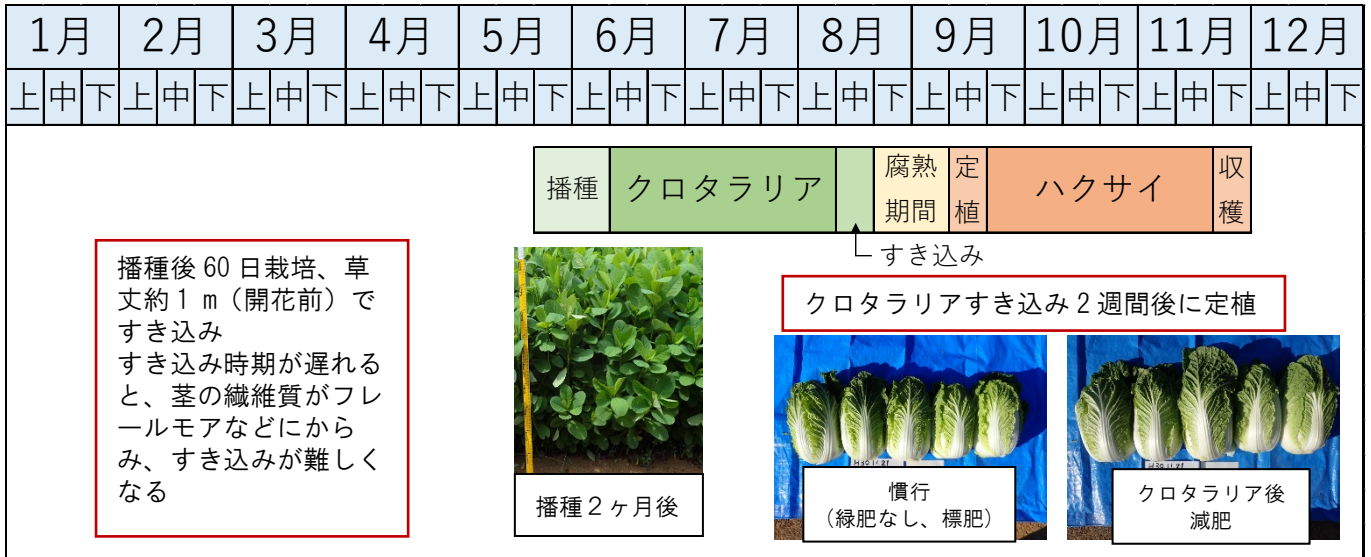 1月 2月 3月 4月 5月 6月 7月 8月 9月 10月 11月 12月
上 中 下 上 中 下 上 中 下 上 中 下 上 中 下 上 中 下 上 中 下 上 中 下 上 中 下 上 中 下 上 中 下 上 中 下
播種 クロタラリア 腐熟期間 定植 ハクサイ 収穫
すき込み
播種後 60 日栽培、草
丈約1 m(開花前)で
すき込み
すき込み時期が遅れる
と、茎の繊維質がフレ
ールモアなどにから
み、すき込みが難しく
なる
播種2ヶ月後
クロタラリアすき込み2週間後に定植
慣行
(緑肥なし、標肥)
クロタラリア後
減肥